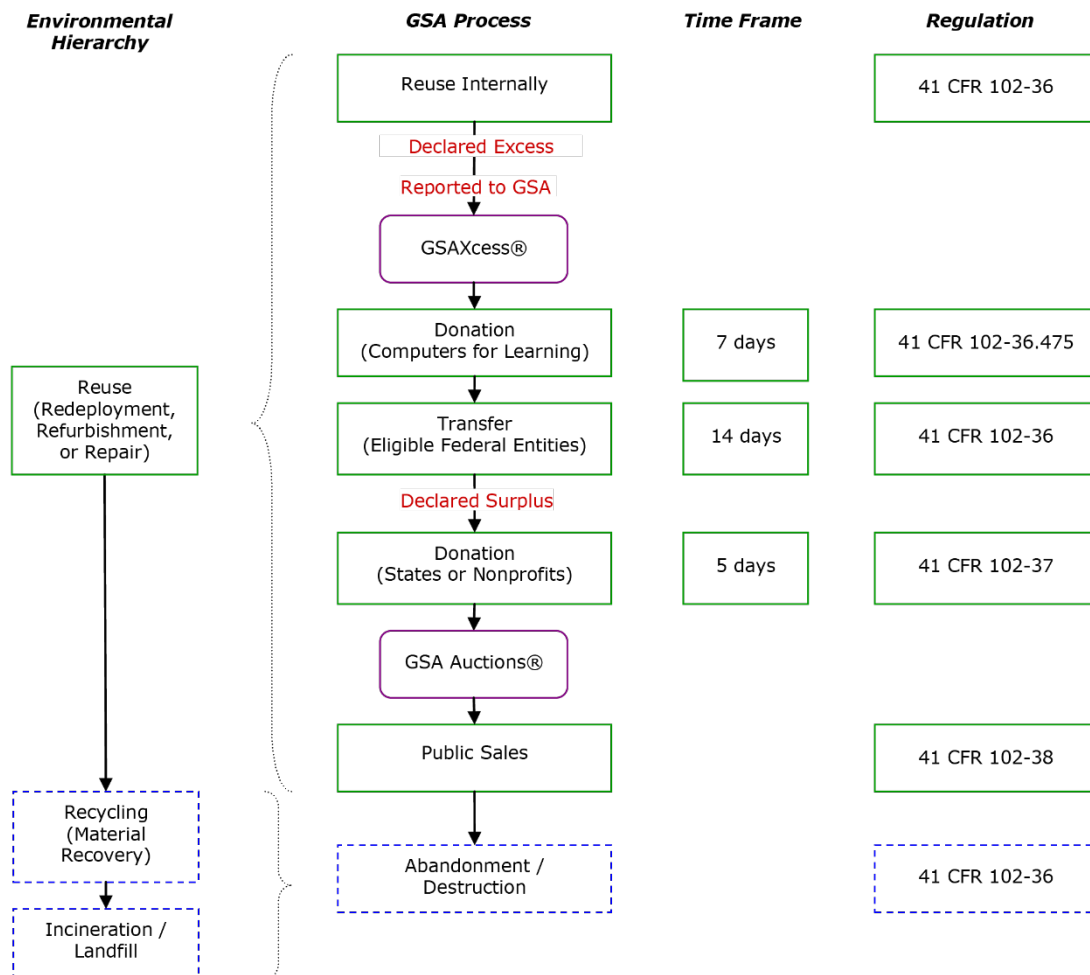 Environmental
Hierarchy
GSA Process
Time Frame
Regulation
Reuse Internally
41 CFR 102-36
Declared Excess
Reported to GSA
GSAXcess®
Donation
(Computers for Learning)
7 days
41 CFR 102-36.475
Reuse
(Redeployment,
Refurbishment,
or Repair)
Transfer
(Eligible Federal Entities)
14 days
41 CFR 102-36
Declared Surplus
Donation
(States or Nonprofits)
5 days
41 CFR 102-37
GSA Auctions®
Public Sales
41 CFR 102-38
Recycling
(Material
Recovery)
Abandonment /
Destruction
41 CFR 102-36
Incineration /
Landfill